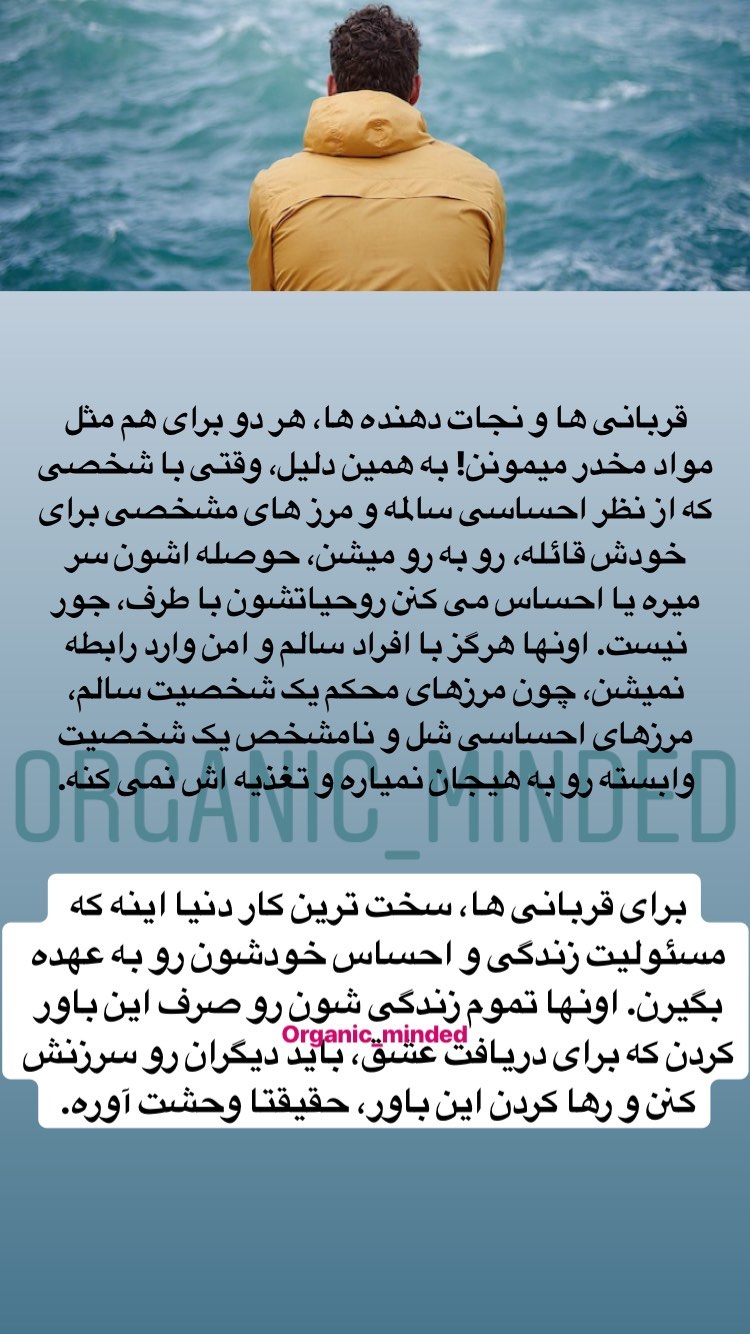 قربانی ها و نجات دهنده ها، هر دو برای هم مثل
مواد مخدر میمونن! به همین دلیل، وقتی با شخصی
که از نظر احساسی سالمه و مرز های مشخصی برای
خودش قائله، رو به رو میشن، حوصله اشون سر
میره یا احساس می کنن روحیاتشون با طرف، جور
نیست. اونها هرگز با افراد سالم و امن وارد رابطه
نمیشن، چون مرزهای محکم یک شخصیت سالم،
مرزهای احساسی شل و نامشخص یک شخصیت
وابسته رو به هیجان نمیاره و تغذیه اش نمی کنه.
ORGANIC_MINDED
برای قربانی ها، سخت ترین کار دنیا اینه که
مسئولیت زندگی و احساس خودشون رو به عهده
بگیرن. اونها تموم زندگی شون رو صرف این باور
Organic_minded
کردن که برای دریافت عشق، باید دیگران رو سرزنش
کنن و رها کردن این باور، حقیقتا وحشت آوره.